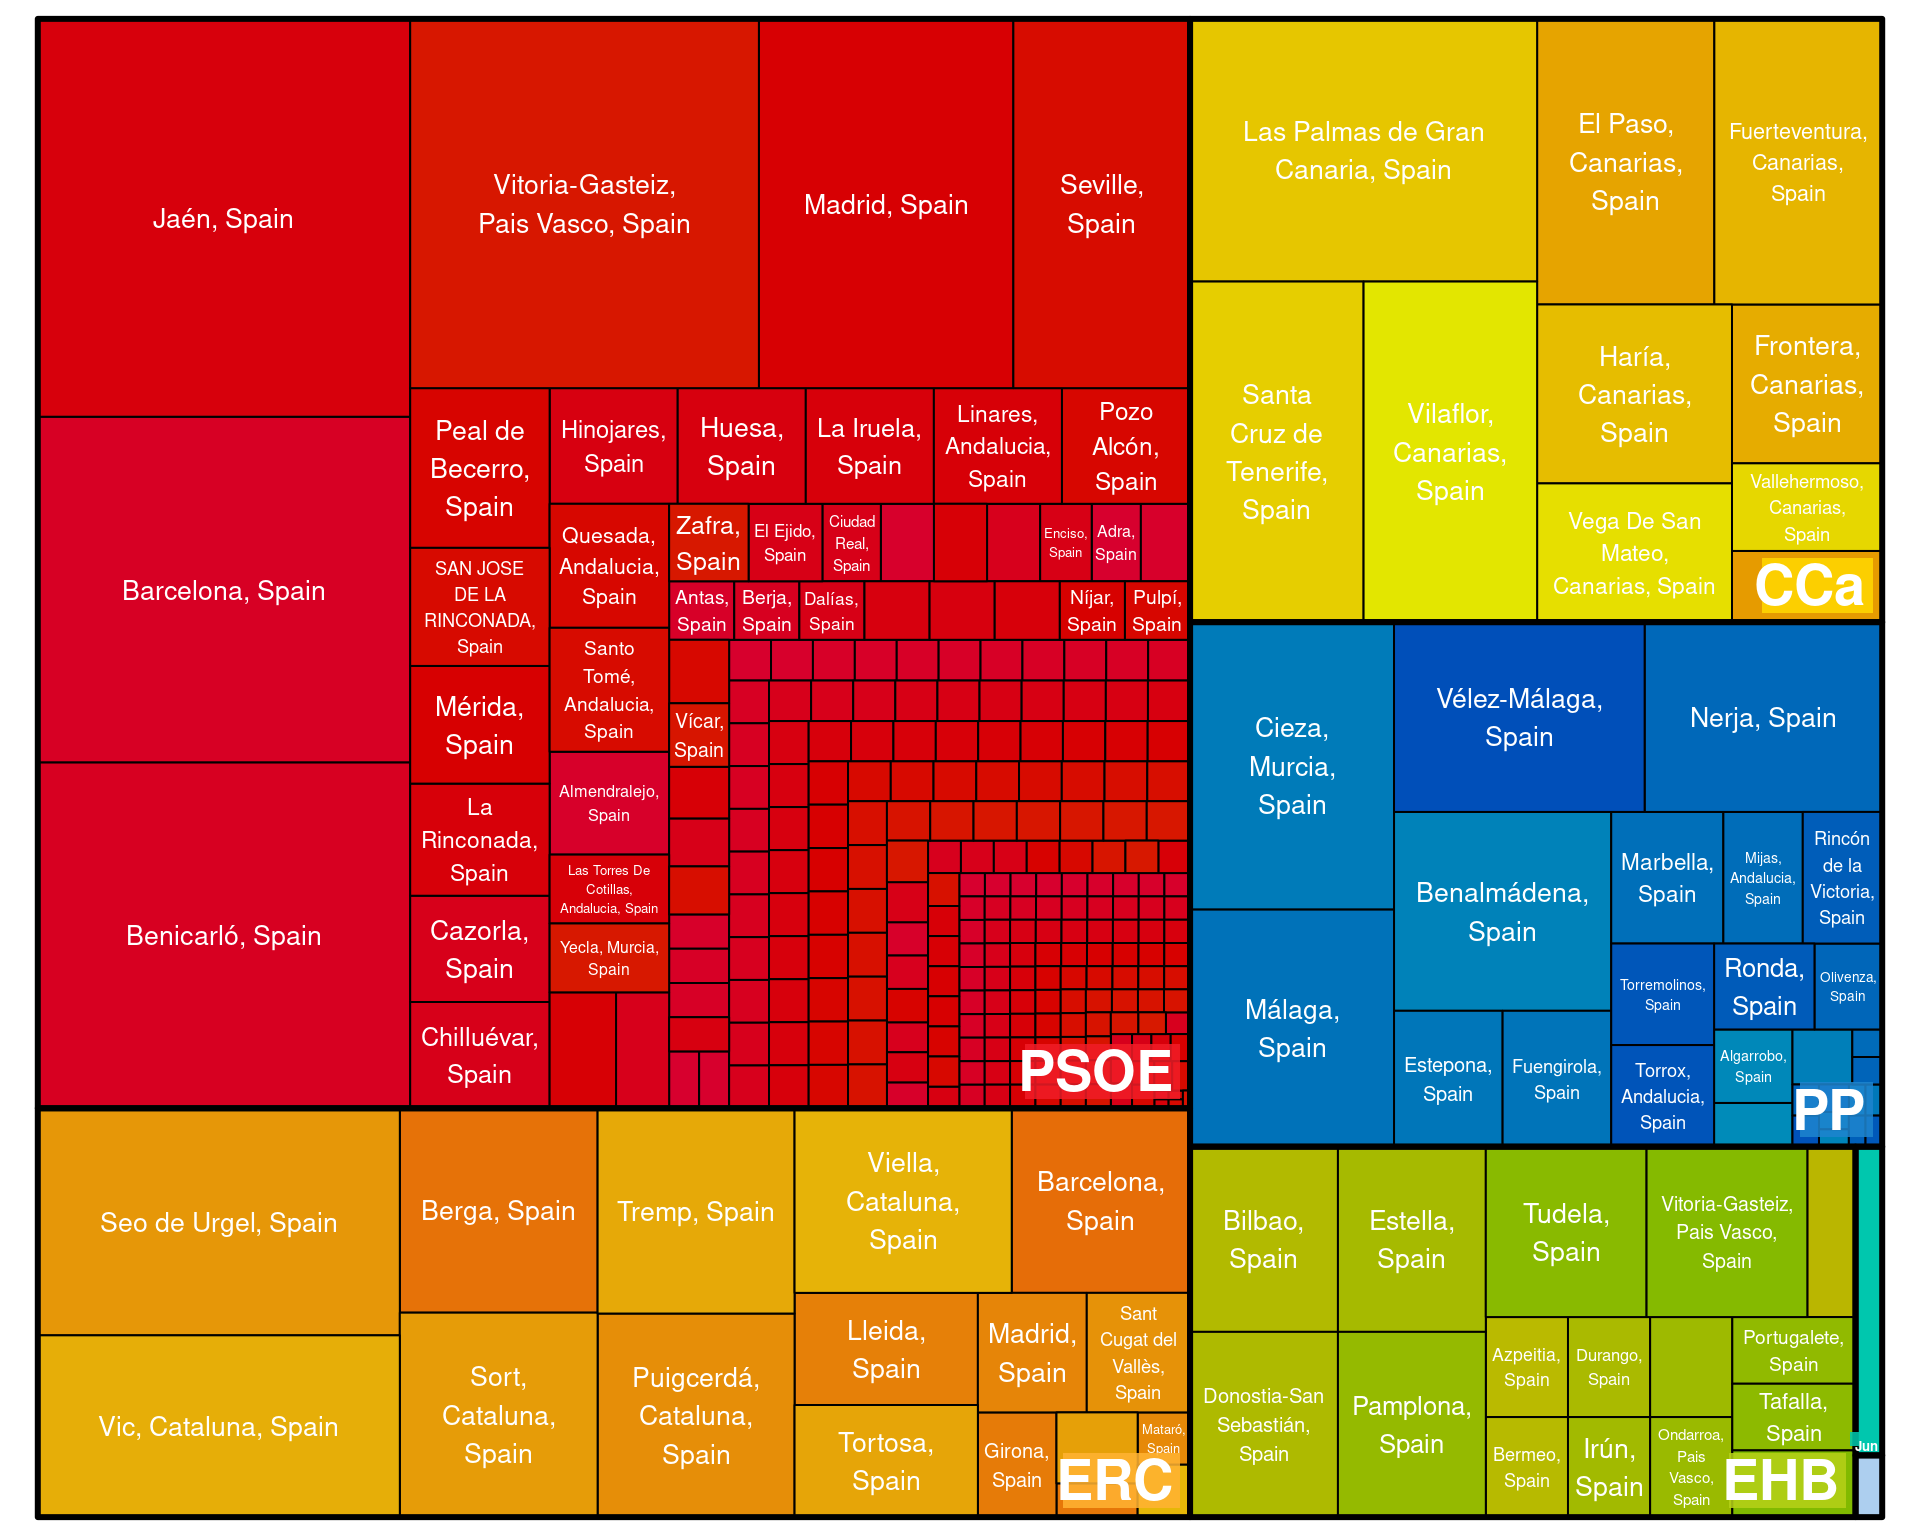 Jaén, Spain
Vitoria-Gasteiz,
Pais Vasco, Spain
Madrid, Spain
Seville,
Spain
Barcelona, Spain
Benicarló, Spain
Peal de
Becerro,
Spain
Hinojares,
Spain
Huesa,
Spain
La Iruela,
Spain
Linares,
Andalucia,
Spain
Pozo
Alcón,
Spain
SAN JOSE
DE LA
RINCONADA,
Spain
Mérida,
Spain
La
Rinconada,
Spain
Cazorla,
Spain
Chilluévar,
Spain
Quesada,
Andalucia,
Spain
Santo
Tomé,
Andalucia,
Spain
Almendralejo,
Spain
Las Torres De
Cotillas,
Andalucia, Spain
Yecla, Murcia,
Spain
Zafra,
Spain
El Ejido,
Spain
Ciudad
Real,
Spain
Enciso,
Spain
Adra,
Spain
Antas,
Spain
Berja,
Spain
Dalías,
Spain
Níjar,
Spain
Pulpí,
Spain
Vícar,
Spain
PSOE
Las Palmas de Gran
Canaria, Spain
El Paso,
Canarias,
Spain
Fuerteventura,
Canarias,
Spain
Santa
Cruz de
Tenerife,
Spain
Vilaflor,
Canarias,
Spain
Haría,
Canarias,
Spain
Frontera,
Canarias,
Spain
Vega De San
Mateo,
Canarias, Spain
Vallehermoso,
Canarias,
Spain
CCa
Cieza,
Murcia,
Spain
Vélez-Málaga,
Spain
Nerja, Spain
Málaga,
Spain
Benalmádena,
Spain
Marbella,
Spain
Mijas,
Andalucia,
Spain
Rincón
de la
Victoria,
Spain
Estepona,
Spain
Fuengirola,
Spain
Torremolinos,
Spain
Ronda,
Spain
Olivenza,
Spain
Torrox,
Andalucia,
Spain
Algarrobo,
Spain
PP
Seo de Urgel, Spain
Vic, Cataluna, Spain
Berga, Spain
Tremp, Spain
Viella,
Cataluna,
Spain
Barcelona,
Spain
Sort,
Cataluna,
Spain
Puigcerdá,
Cataluna,
Spain
Lleida,
Spain
Madrid,
Spain
Sant
Cugat del
Vallès,
Spain
Tortosa,
Spain
Girona,
Spain
Mataró,
Spain
ERC
Bilbao,
Spain
Estella,
Spain
Tudela,
Spain
Vitoria-Gasteiz,
Pais Vasco,
Spain
Donostia-San
Sebastián,
Spain
Pamplona,
Spain
Azpeitia,
Spain
Durango,
Spain
Portugalete,
Spain
Tafalla,
Spain
Bermeo,
Spain
Irún,
Spain
Ondarroa,
Pais
Vasco,
Spain
EHB
Jun